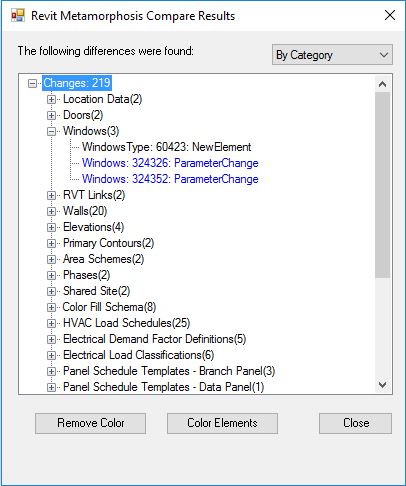 Revit Metamorphosis Compare Results
The following differences were found:
By Category
Changes: 219
Location Data(2)
Doors(2)
Windows(3)
WindowsType: 60423: NewElement
Windows: 324326: ParameterChange
Windows: 324352: ParameterChange
RVT Links(2)
Walls(20)
Elevations(4)
Primary Contours(2)
Area Schemes(2)
Phases(2)
Shared Site(2)
Color Fill Schema(8)
HVAC Load Schedules(25)
Electrical Demand Factor Definitions(5)
Electrical Load Classifications(6)
Panel Schedule Templates - Branch Panel(3)
Panel Schedule Templates - Data Panel(1)
Remove Color
Color Elements
Close